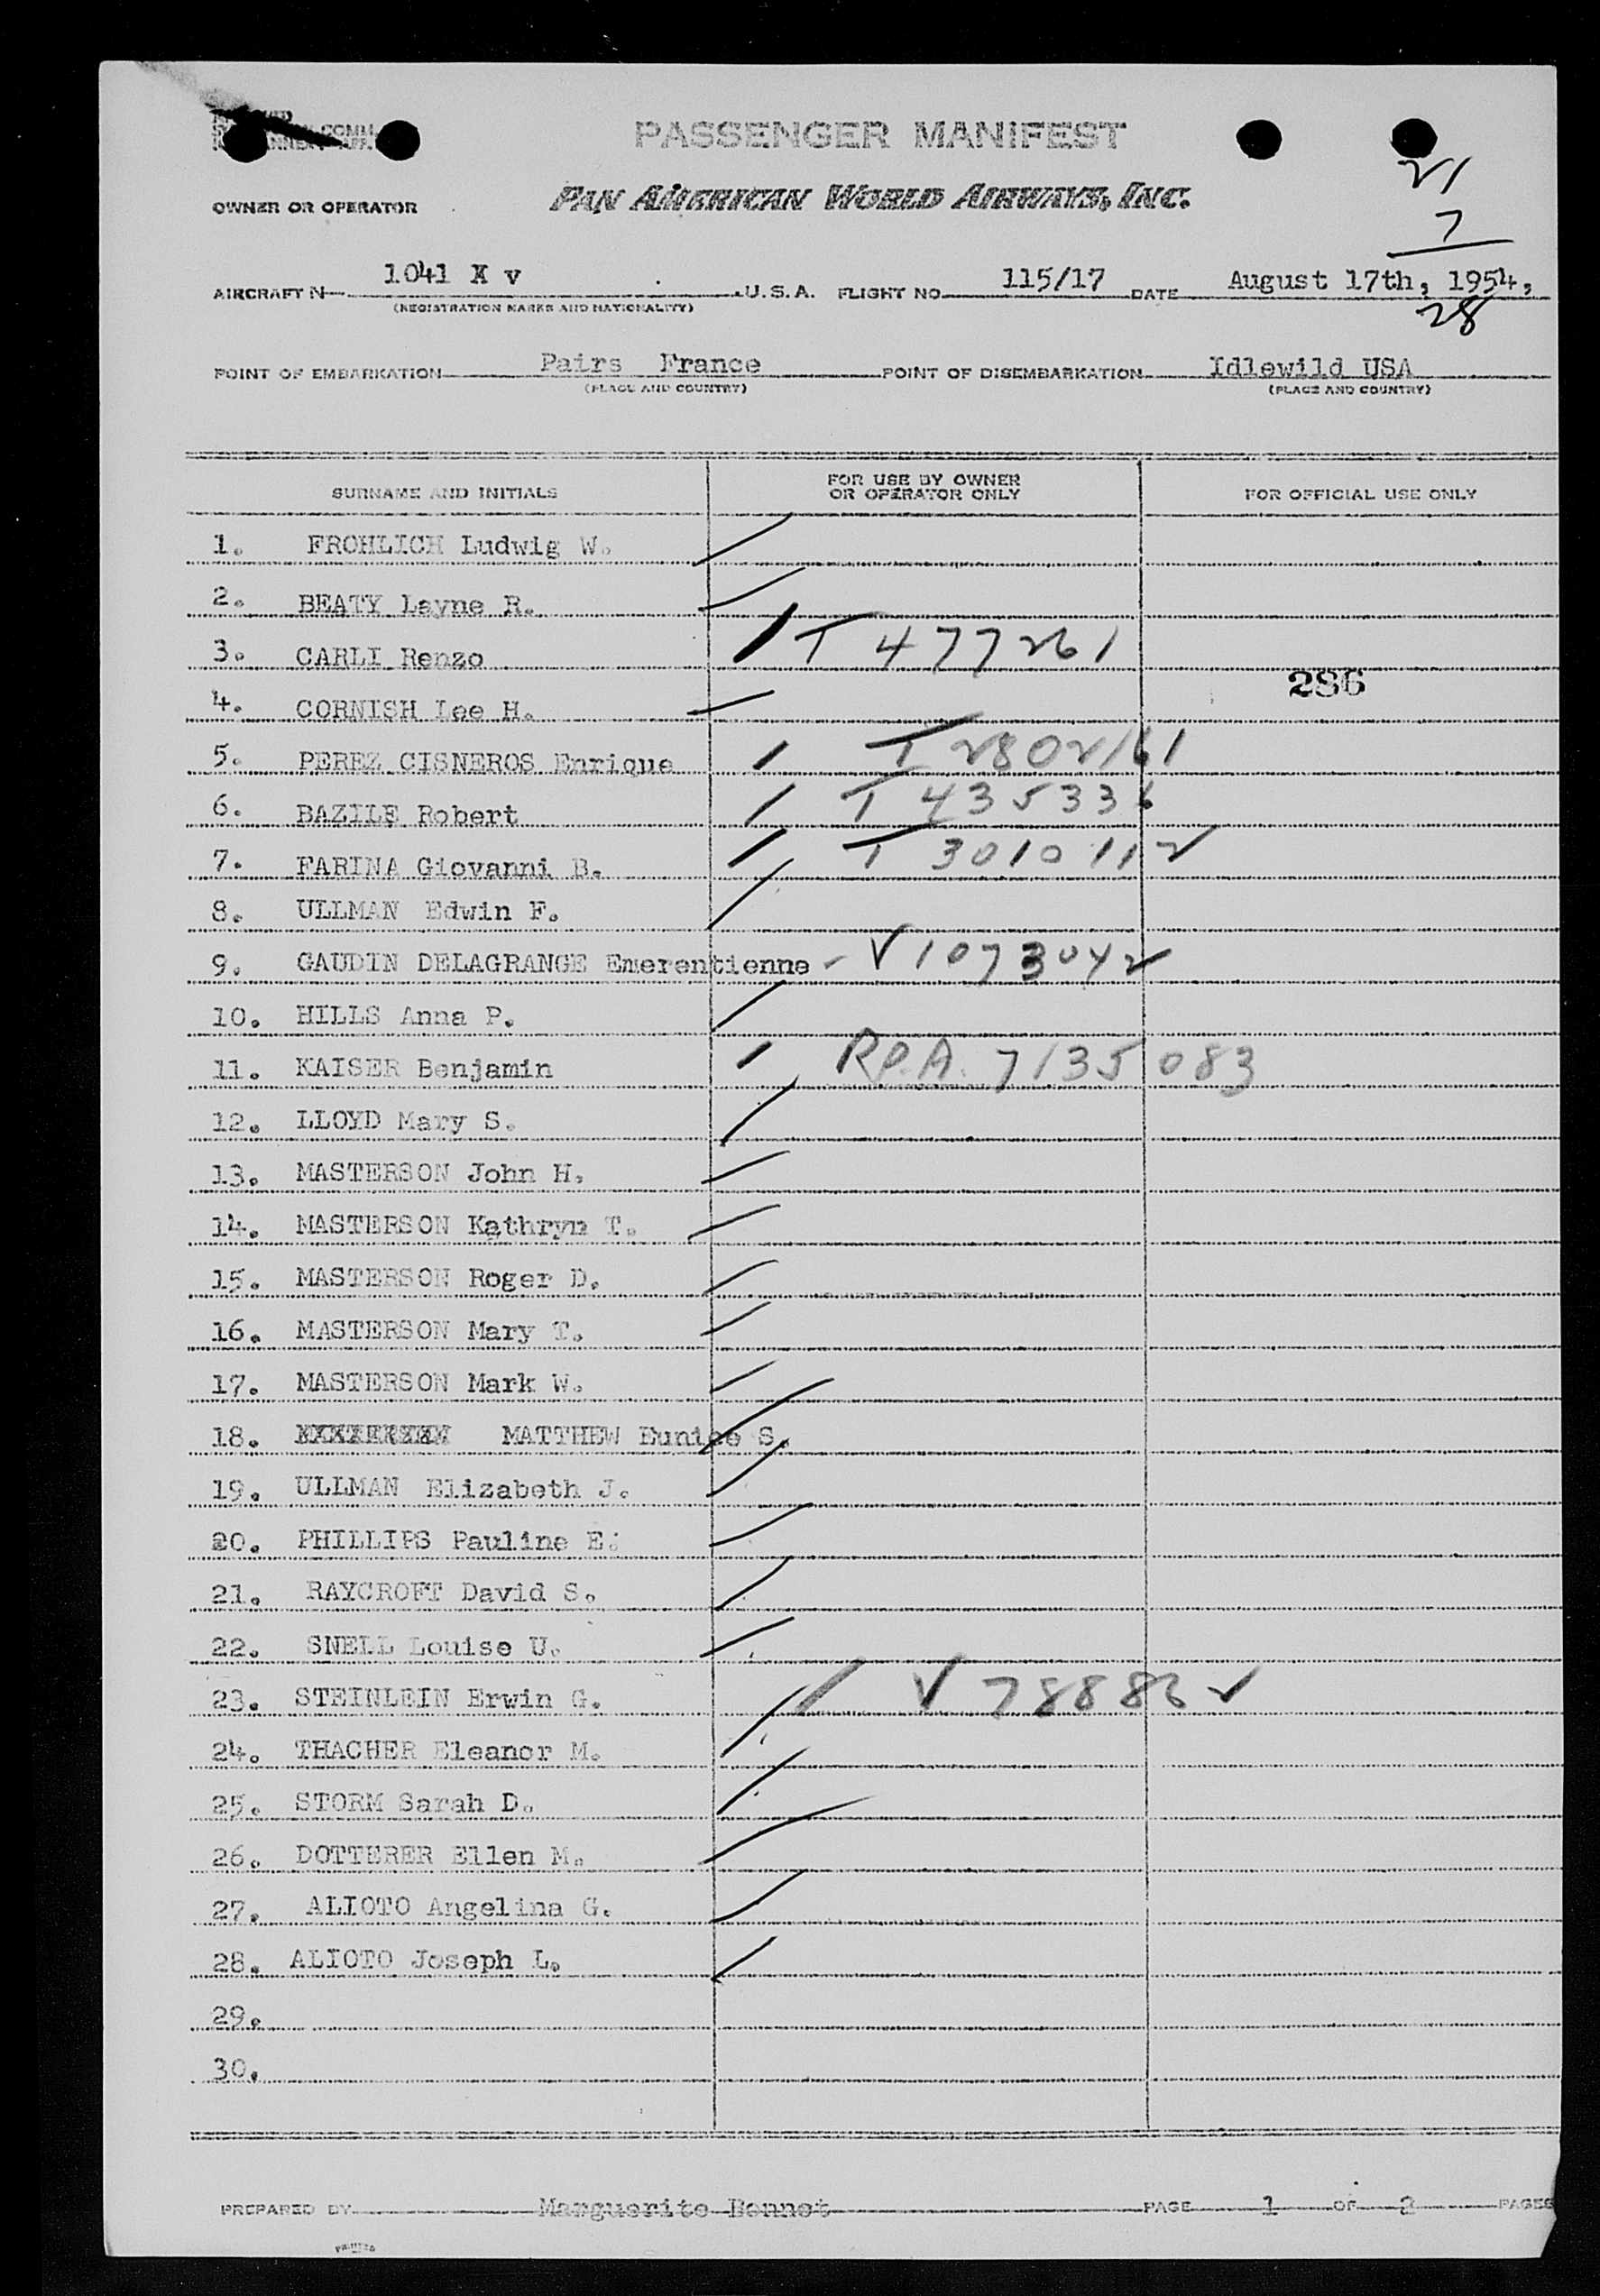 PASSENGER MANIFEST
OWNER OR OPERATOR
PAN AMERICAN WORLD AIRWAYS, INC.
21
7
28
AIRCRAFT N 1041 X v U.S.A. FLIGHT NO 115/17 DATE August 17th, 1954,
(REGISTRATION MARKS AND NATIONALITY)
POINT OF EMBARKATION Pairs France POINT OF DISEMBARKATION Idlewild USA
(PLACE AND COUNTRY) (PLACE AND COUNTRY)
SURNAME AND INITIALS FOR USE BY OWNER OR OPERATOR ONLY FOR OFFICIAL USE ONLY
1. FROHLICH Ludwig W.
2. BEATY Layne R.
3. CARLI Renzo T 477261
286
4. CORNISH Lee H.
5. PEREZ CISNEROS Enrique T 2802161
6. BAZILE Robert T 435336
7. FARINA Giovanni B. T 3010112
8. ULLMAN Edwin F.
9. GAUDIN DELAGRANGE Emerentienne - V1073042
10. HILLS Anna P.
11. KAISER Benjamin R.P.A. 7135083
12. LLOYD Mary S.
13. MASTERSON John H.
14. MASTERSON Kathryn T.
15. MASTERSON Roger D.
16. MASTERSON Mary T.
17. MASTERSON Mark W.
18. MATTHEW Eunice S.
19. ULLMAN Elizabeth J.
20. PHILLIPS Pauline E.
21. RAYCROFT David S.
22. SNELL Louise U.
23. STEINLEIN Erwin G. V 78886 ✓
24. THACHER Eleanor M.
25. STORM Sarah D.
26. DOTTERER Ellen M.
27. ALIOTO Angelina G.
28. ALIOTO Joseph L.
29.
30.
PREPARED BY Marguerite Bonnet PAGE 1 OF 2 PAGES